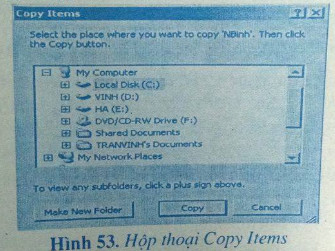 Copy Items
Select the place where you want to copy 'NBinh'. Then click
the Copy button.
My Computer
Local Disk (C:)
VINH (D:)
HA (E:)
DVD/CD-RW Drive (F:)
Shared Documents
TRANVINH's Documents
My Network Places
To view any subfolders, click a plus sign above.
Make New Folder
Copy
Cancel
Hình 53. Hộp thoại Copy Items